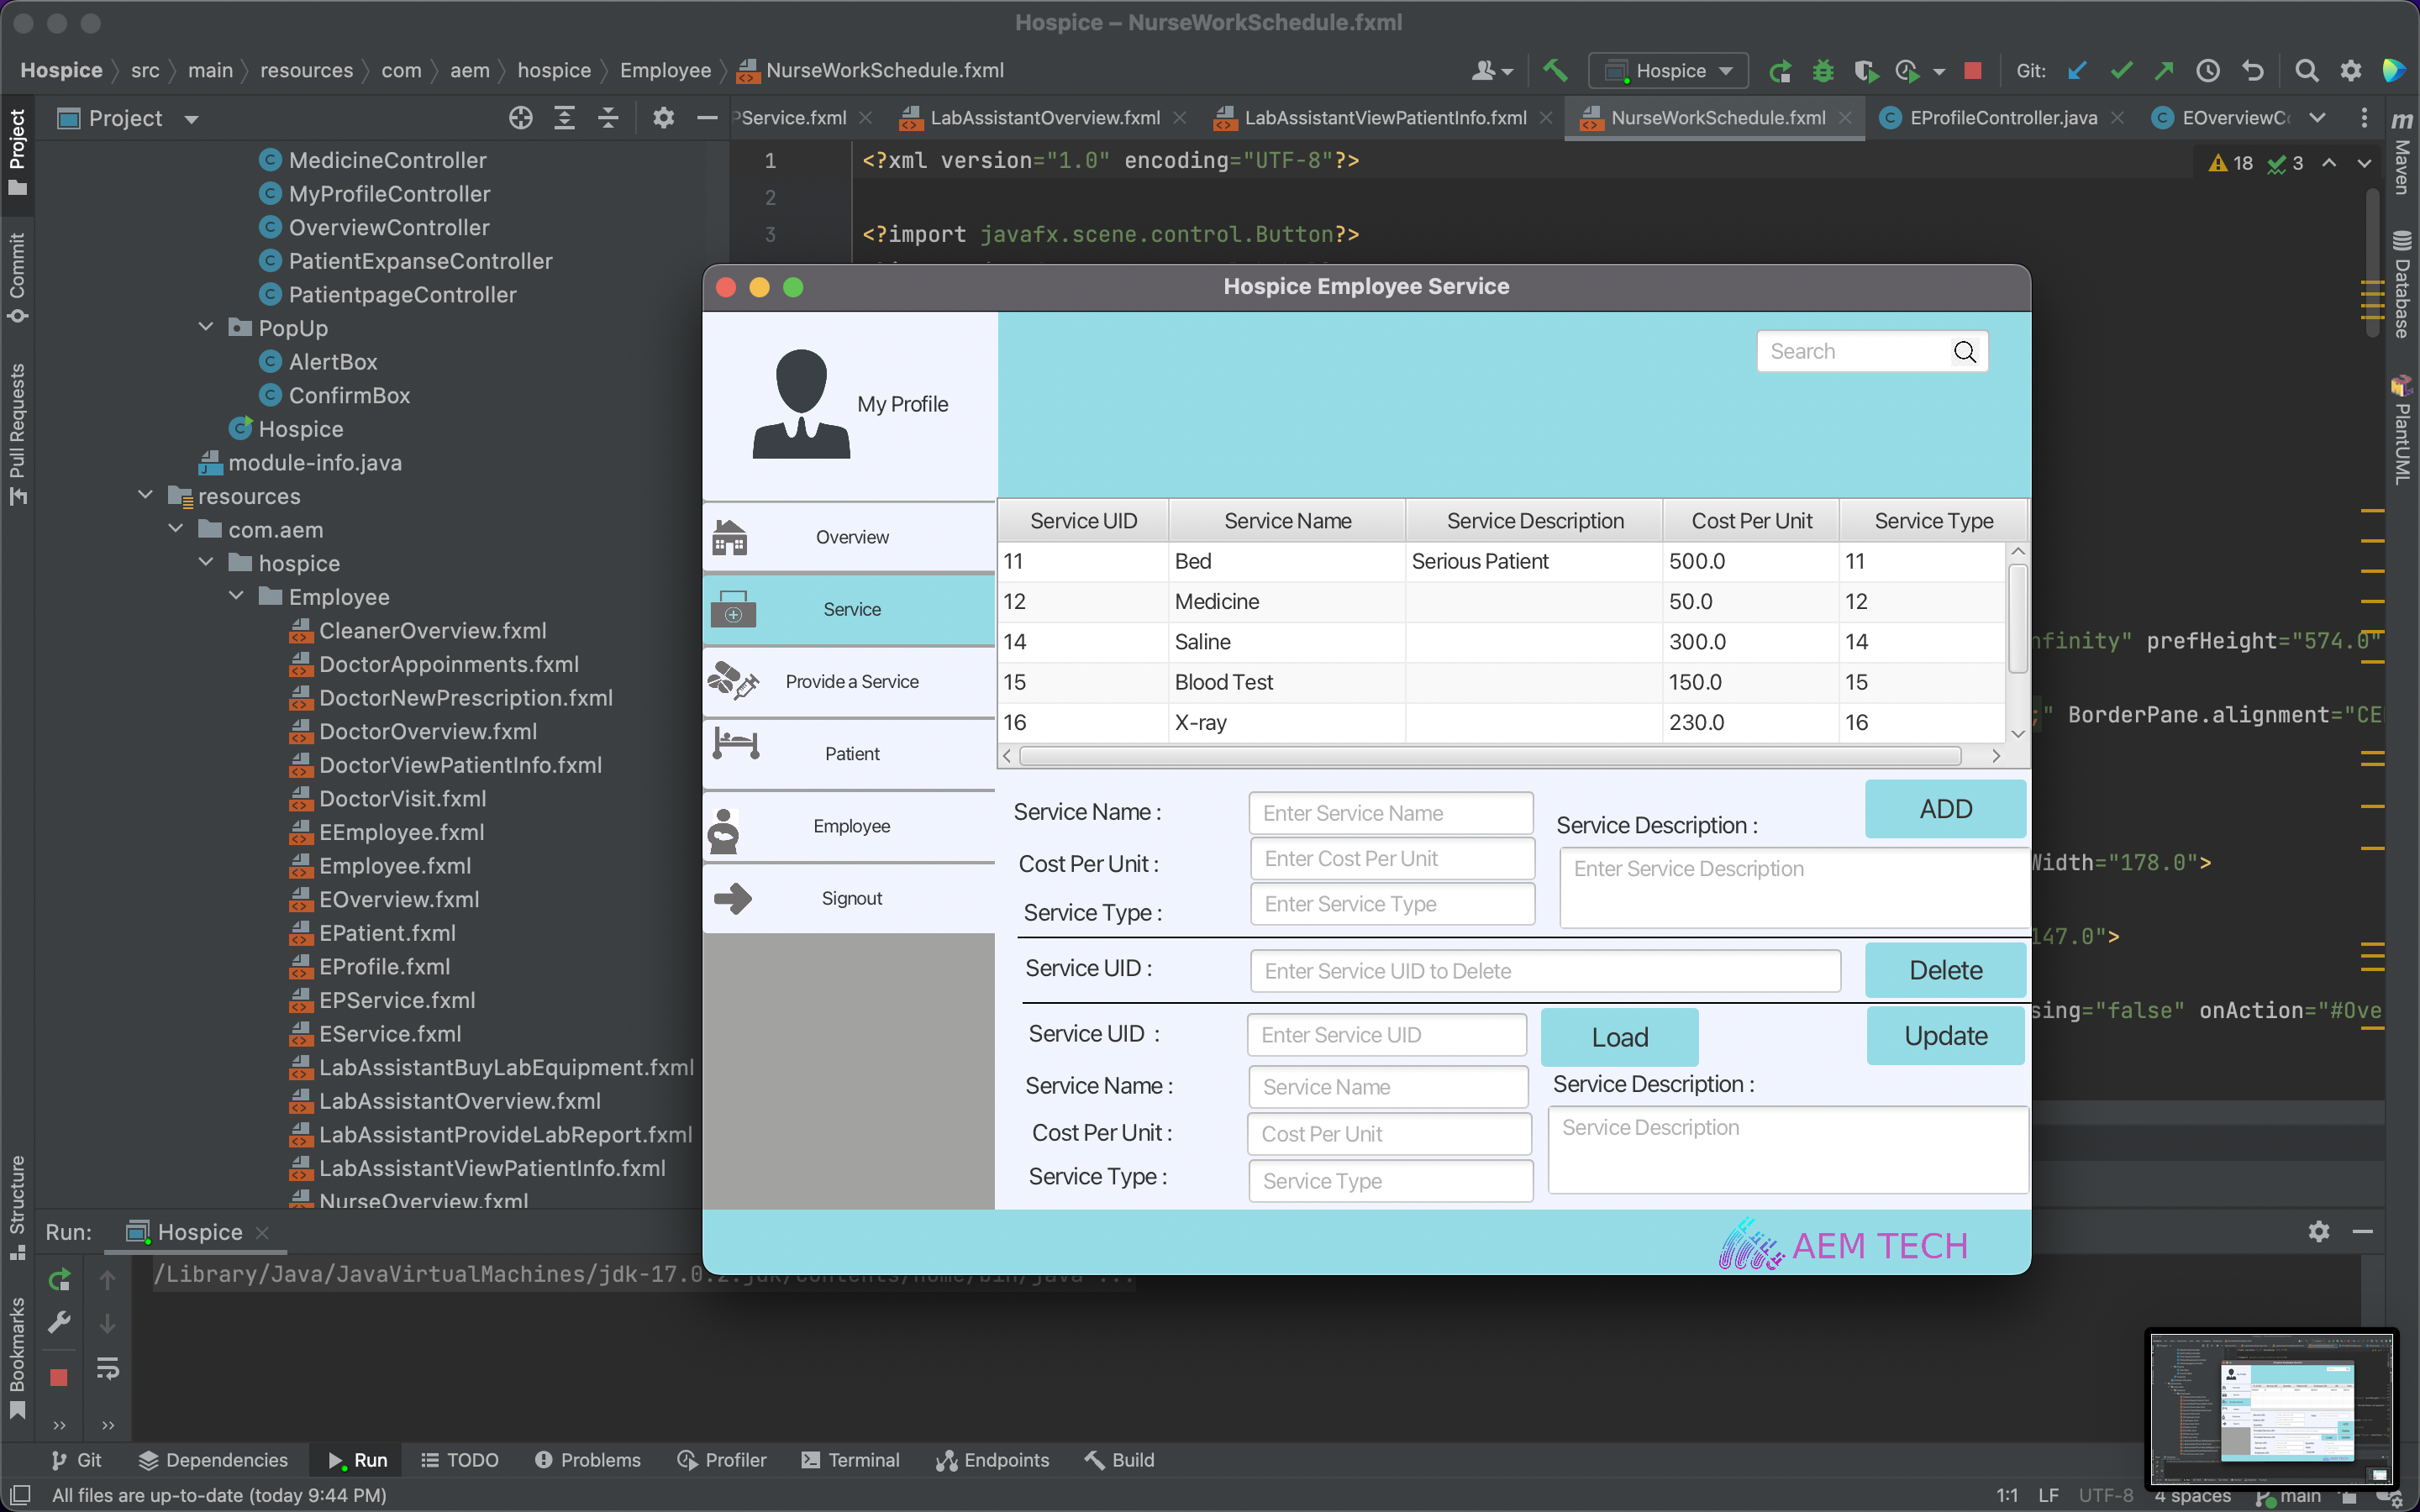 Hospice – NurseWorkSchedule.fxml
Hospice src main resources com aem hospice Employee NurseWorkSchedule.fxml
Hospice
Git:
Project
PService.fxml LabAssistantOverview.fxml LabAssistantViewPatientInfo.fxml NurseWorkSchedule.fxml EProfileController.java EOverviewC
Project
Commit
Pull Requests
Structure
Bookmarks
MedicineController
MyProfileController
OverviewController
PatientExpanseController
PatientpageController
PopUp
AlertBox
ConfirmBox
Hospice
module-info.java
resources
com.aem
hospice
Employee
CleanerOverview.fxml
DoctorAppoinments.fxml
DoctorNewPrescription.fxml
DoctorOverview.fxml
DoctorViewPatientInfo.fxml
DoctorVisit.fxml
EEmployee.fxml
Employee.fxml
EOverview.fxml
EPatient.fxml
EProfile.fxml
EPService.fxml
EService.fxml
LabAssistantBuyLabEquipment.fxml
LabAssistantOverview.fxml
LabAssistantProvideLabReport.fxml
LabAssistantViewPatientInfo.fxml
NurseOverview.fxml
1 <?xml version="1.0" encoding="UTF-8"?>
2
3 <?import javafx.scene.control.Button?>
18 3
Maven
Database
PlantUML
nfinity" prefHeight="574.0"
;" BorderPane.alignment="CE
Width="178.0">
147.0">
sing="false" onAction="#Ove
Hospice Employee Service
My Profile
Search
Overview
Service
Provide a Service
Patient
Employee
Signout
Service UID Service Name Service Description Cost Per Unit Service Type
11 Bed Serious Patient 500.0 11
12 Medicine 50.0 12
14 Saline 300.0 14
15 Blood Test 150.0 15
16 X-ray 230.0 16
Service Name : Enter Service Name
ADD
Service Description :
Cost Per Unit : Enter Cost Per Unit
Enter Service Description
Service Type : Enter Service Type
Service UID : Enter Service UID to Delete Delete
Service UID : Enter Service UID Load Update
Service Name : Service Name
Service Description :
Cost Per Unit : Cost Per Unit
Service Description
Service Type : Service Type
AEM TECH
Run: Hospice
/Library/Java/JavaVirtualMachines/jdk-17.0.2.jdk/Contents/Home/bin/java ...
Git Dependencies Run TODO Problems Profiler Terminal Endpoints Build
All files are up-to-date (today 9:44 PM)
1:1 LF UTF-8 4 spaces main